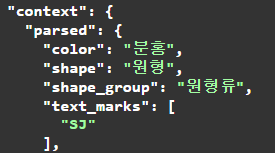 "context": {
"parsed": {
"color": "분홍",
"shape": "원형",
"shape_group": "원형류",
"text_marks": [
"SJ"
],